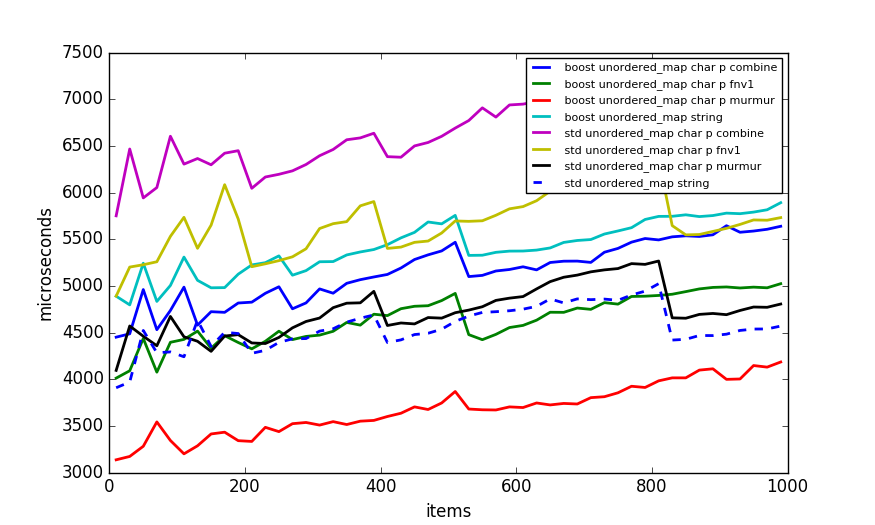 7500
7000
6500
6000
5500
5000
4500
4000
3500
3000
microseconds
boost unordered_map char p combine
boost unordered_map char p fnv1
boost unordered_map char p murmur
boost unordered_map string
std unordered_map char p combine
std unordered_map char p fnv1
std unordered_map char p murmur
std unordered_map string
0 200 400 600 800 1000
items